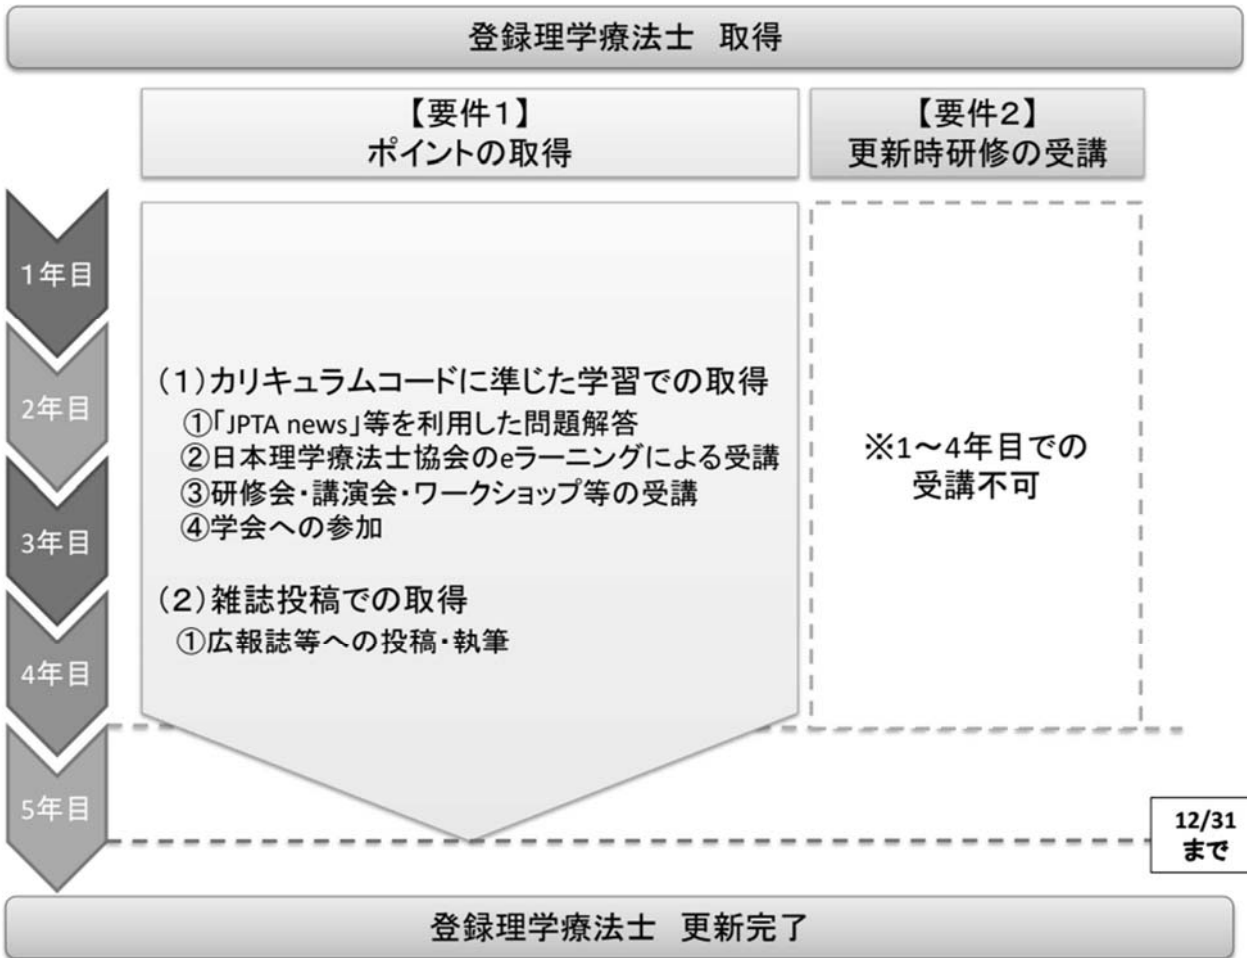 登録理学療法士 取得
【要件1】
ポイントの取得
【要件2】
更新時研修の受講
1年目
2年目
3年目
4年目
5年目
(1)カリキュラムコードに準じた学習での取得
①「JPTA news」等を利用した問題解答
②日本理学療法士協会のeラーニングによる受講
③研修会・講演会・ワークショップ等の受講
④学会への参加
(2)雑誌投稿での取得
①広報誌等への投稿・執筆
※1～4年目での
受講不可
12/31
まで
登録理学療法士 更新完了